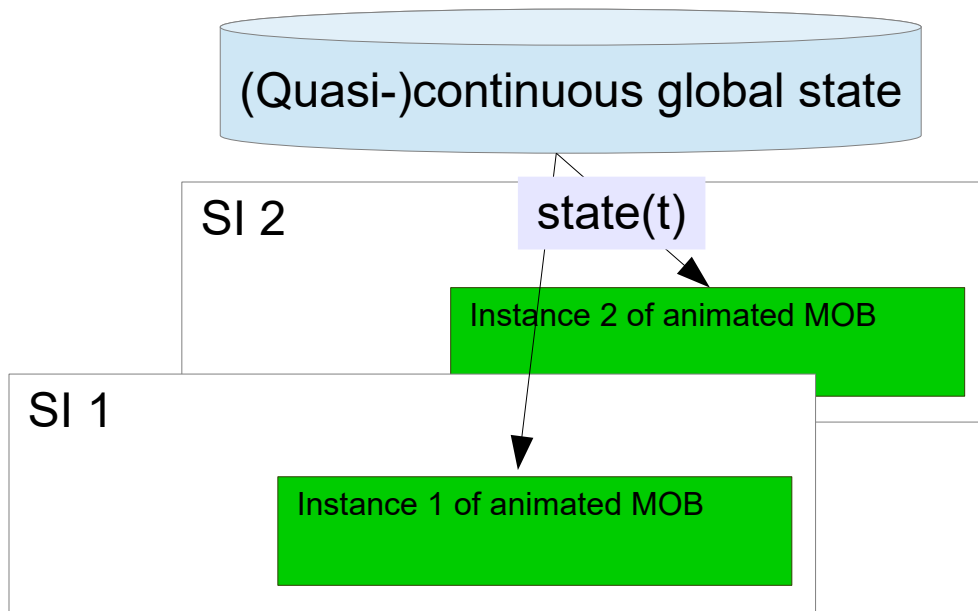 (Quasi-)continuous global state
state(t)
SI 2
Instance 2 of animated MOB
SI 1
Instance 1 of animated MOB